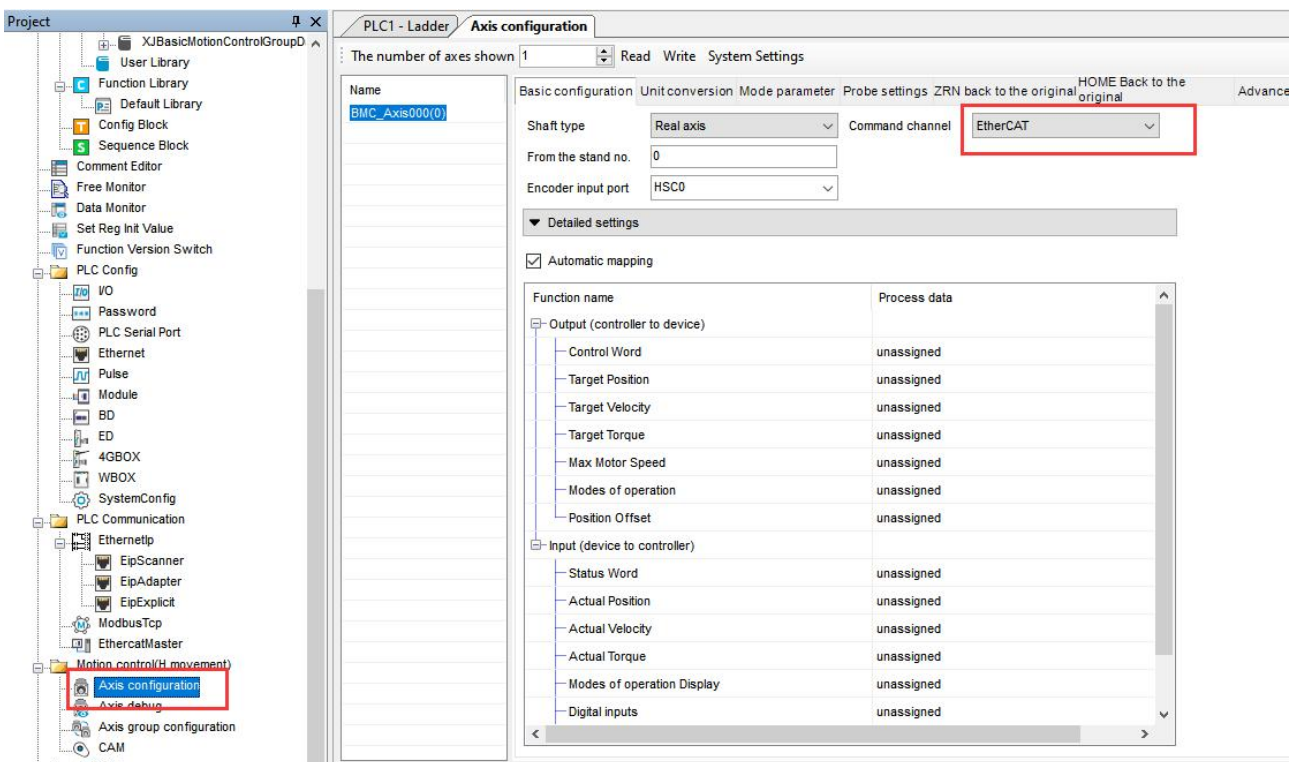 Project
XJBasicMotionControlGroupD
User Library
Function Library
Default Library
Config Block
Sequence Block
Comment Editor
Free Monitor
Data Monitor
Set Reg Init Value
Function Version Switch
PLC Config
I/O
Password
PLC Serial Port
Ethernet
Pulse
Module
BD
ED
4GBOX
WBOX
SystemConfig
PLC Communication
EthernetIp
EipScanner
EipAdapter
EipExplicit
ModbusTcp
EthercatMaster
Motion control(H movement)
Axis configuration
Axis debug
Axis group configuration
CAM
PLC1 - Ladder Axis configuration
The number of axes shown 1 Read Write System Settings
Name
BMC_Axis000(0)
Basic configuration Unit conversion Mode parameter Probe settings ZRN back to the original HOME Back to the original Advance
Shaft type Real axis Command channel EtherCAT
From the stand no. 0
Encoder input port HSC0
Detailed settings
Automatic mapping
Function name Process data
Output (controller to device)
Control Word unassigned
Target Position unassigned
Target Velocity unassigned
Target Torque unassigned
Max Motor Speed unassigned
Modes of operation unassigned
Position Offset unassigned
Input (device to controller)
Status Word unassigned
Actual Position unassigned
Actual Velocity unassigned
Actual Torque unassigned
Modes of operation Display unassigned
Digital inputs unassigned